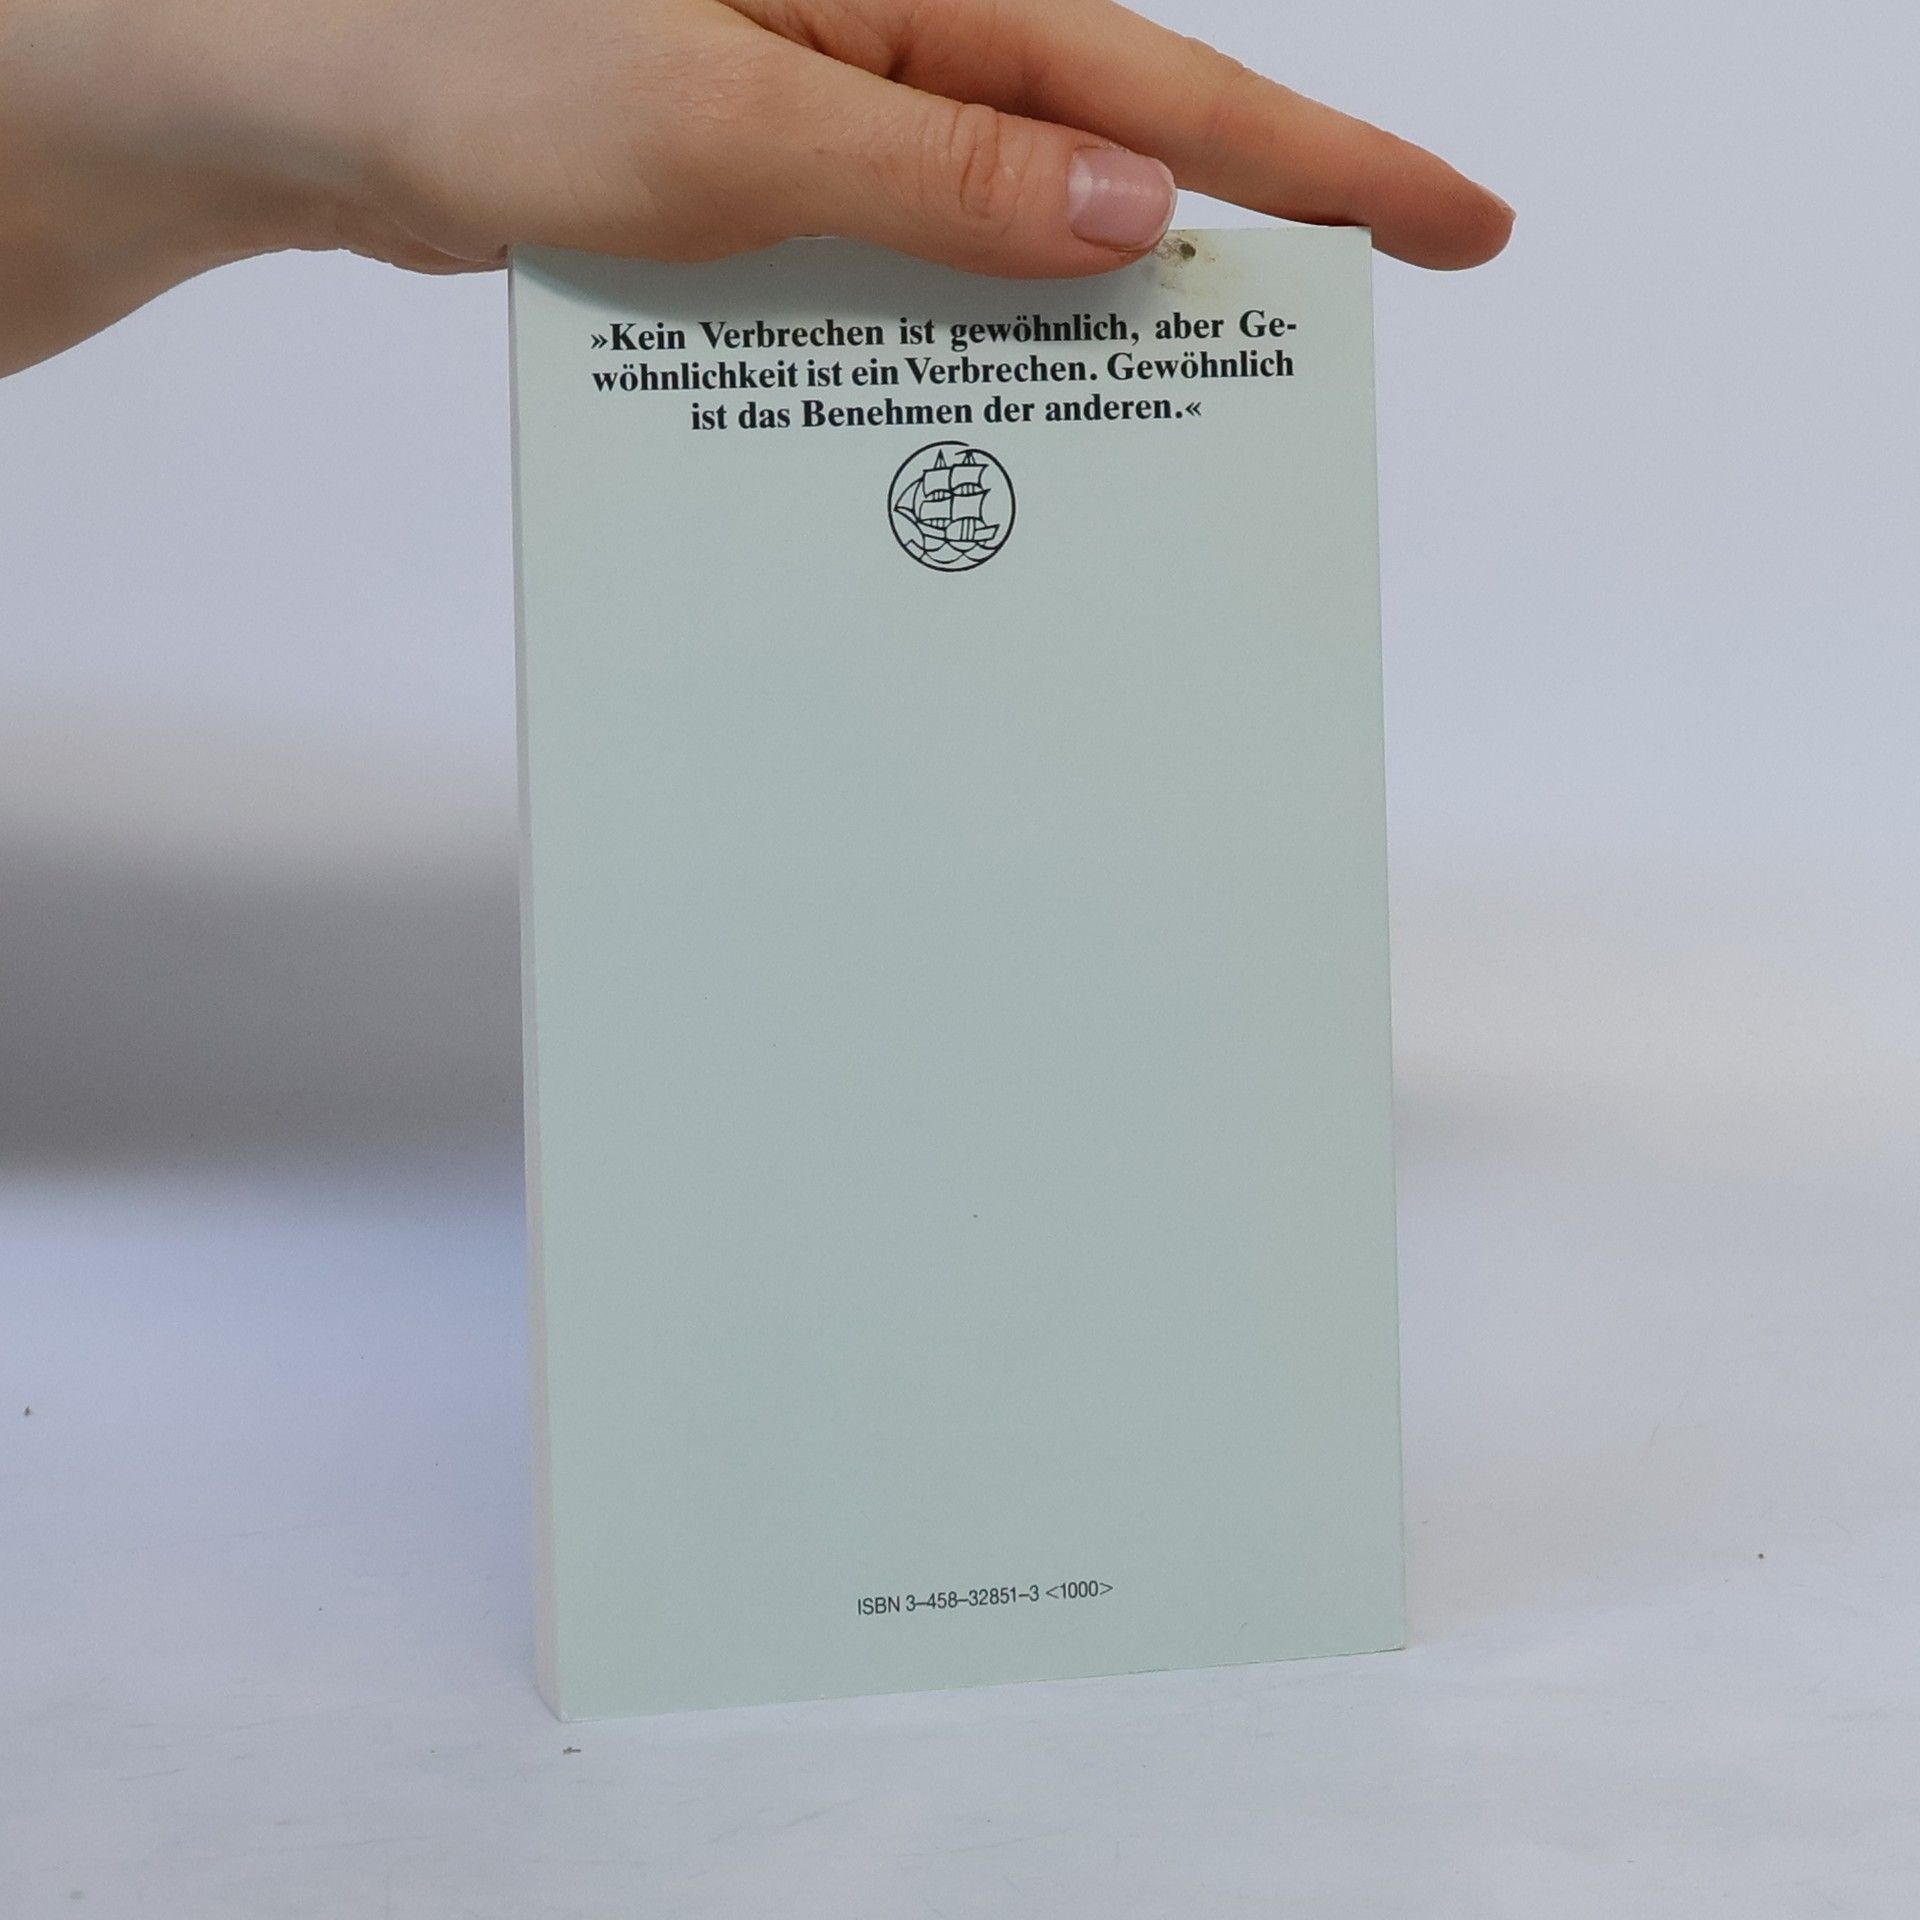 »Kein Verbrechen ist gewöhnlich, aber Ge-
wöhnlichkeit ist ein Verbrechen. Gewöhnlich
ist das Benehmen der anderen.«
ISBN 3–458–32851–3 <1000>